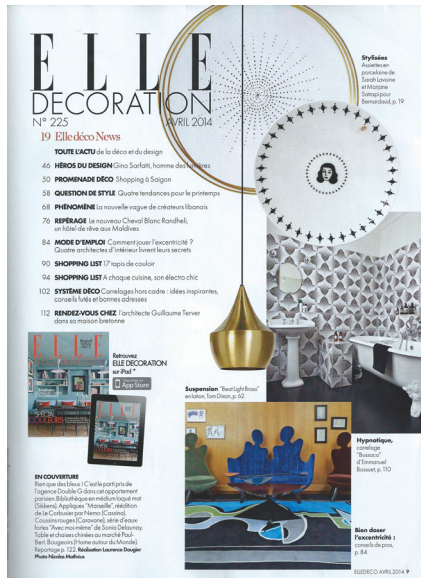 ELLE
DECORATION
N° 225
AVRIL 2014
19 Elle déco News
TOUTE L'ACTU de la déco et du design
46 HÉROS DU DESIGN Gino Sarfatti, homme des lumières
50 PROMENADE DÉCO Shopping à Saigon
58 QUESTION DE STYLE Quatre tendances pour le printemps
68 PHÉNOMÈNE La nouvelle vague de créateurs libanais
76 REPÉRAGE Le nouveau Cheval Blanc Randheli,
un hôtel de rêve aux Maldives
84 MODE D'EMPLOI Comment jouer l'excentricité ?
Quatre architectes d'intérieur livrent leurs secrets
90 SHOPPING LIST 17 tapis de couloir
94 SHOPPING LIST A chaque cuisine, son électro chic
102 SYSTÈME DÉCO Carrelages hors cadre : idées inspirantes,
conseils futés et bonnes adresses
112 RENDEZ-VOUS CHEZ l'architecte Guillaume Terver
dans sa maison bretonne
Stylisées
Assiettes en
porcelaine de
Sarah Lavoine
et Marjane
Satrapi pour
Bernardaud, p. 19
ELLE
COULEURS
Retrouvez
ELLE DECORATION
sur iPad *
App Store
Suspension "Beat Light Brass"
en laiton, Tom Dixon, p. 62.
Hypnotique,
carrelage
"Bussaco"
d'Emmanuel
Bossuet, p. 110
Bien doser
l'excentricité :
conseils de pros,
p. 84
EN COUVERTURE
Rien que des bleus ! C'est le parti pris de
l'agence Double G dans cet appartement
parisien. Bibliothèque en médium laqué mat
(Sikkens). Appliques "Marseille", réédition
de Le Corbusier par Nemo (Cassina).
Coussins rouges (Caravane), série d'eaux
fortes "Avec moi-même" de Sonia Delaunay.
Table et chaises chinées au marché Paul-
Bert. Bougeoirs (Home autour du Monde).
Reportage p. 122. Réalisation Laurence Dougier
Photo Nicolas Mathéus
ELLE DÉCO AVRIL 2014 9